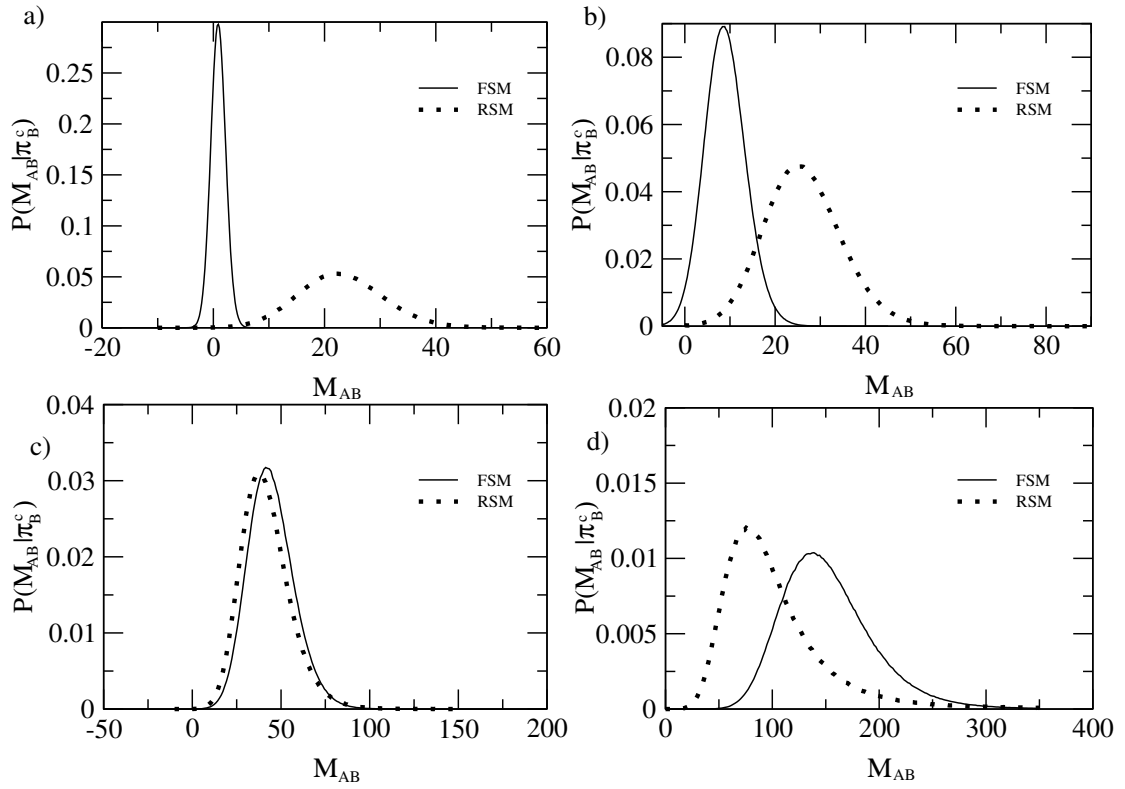 a)
0.25
0.2
0.15
0.1
0.05
0
-20
0
20
40
60
P(M_AB|π_B^c)
M_AB
FSM
RSM
b)
0.08
0.06
0.04
0.02
0
0
20
40
60
80
P(M_AB|π_B^c)
M_AB
FSM
RSM
c)
0.04
0.03
0.02
0.01
0
-50
0
50
100
150
200
P(M_AB|π_B^c)
M_AB
FSM
RSM
d)
0.02
0.015
0.01
0.005
0
0
100
200
300
400
P(M_AB|π_B^c)
M_AB
FSM
RSM